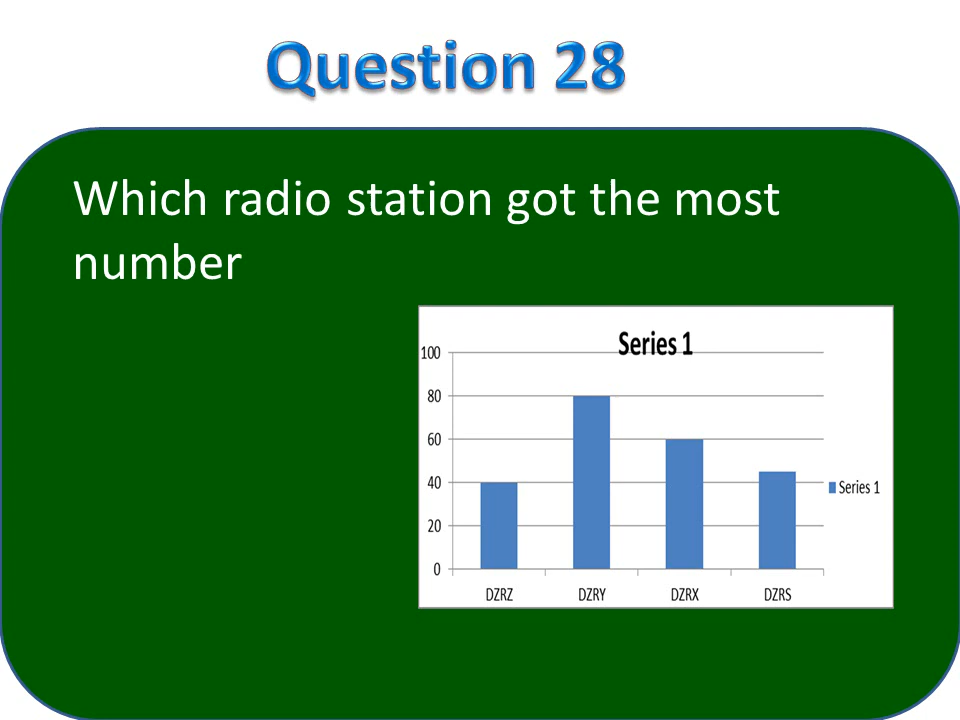 Question 28
Which radio station got the most
number
Series 1
100
80
60
40
20
0
DZRZ DZRY DZRX DZRS
Series 1